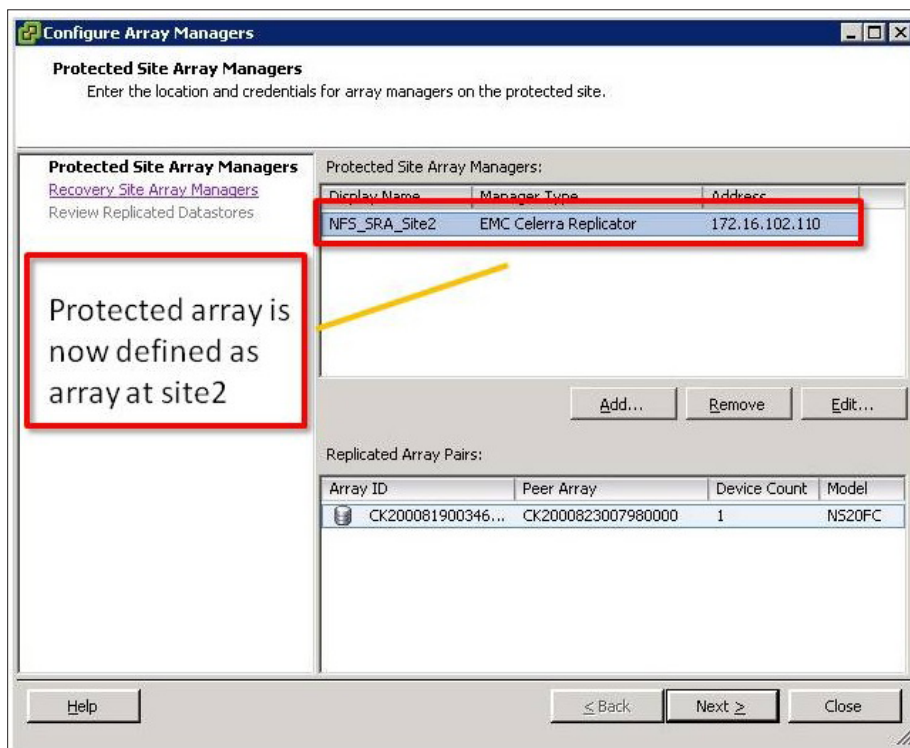 Configure Array Managers
Protected Site Array Managers
Enter the location and credentials for array managers on the protected site.
Protected Site Array Managers
Recovery Site Array Managers
Review Replicated Datastores
Protected array is
now defined as
array at site2
Protected Site Array Managers:
Display Name Manager Type Address
NFS_SRA_Site2 EMC Celerra Replicator 172.16.102.110
Add... Remove Edit...
Replicated Array Pairs:
Array ID Peer Array Device Count Model
CK200081900346... CK2000823007980000 1 NS20FC
Help < Back Next > Close